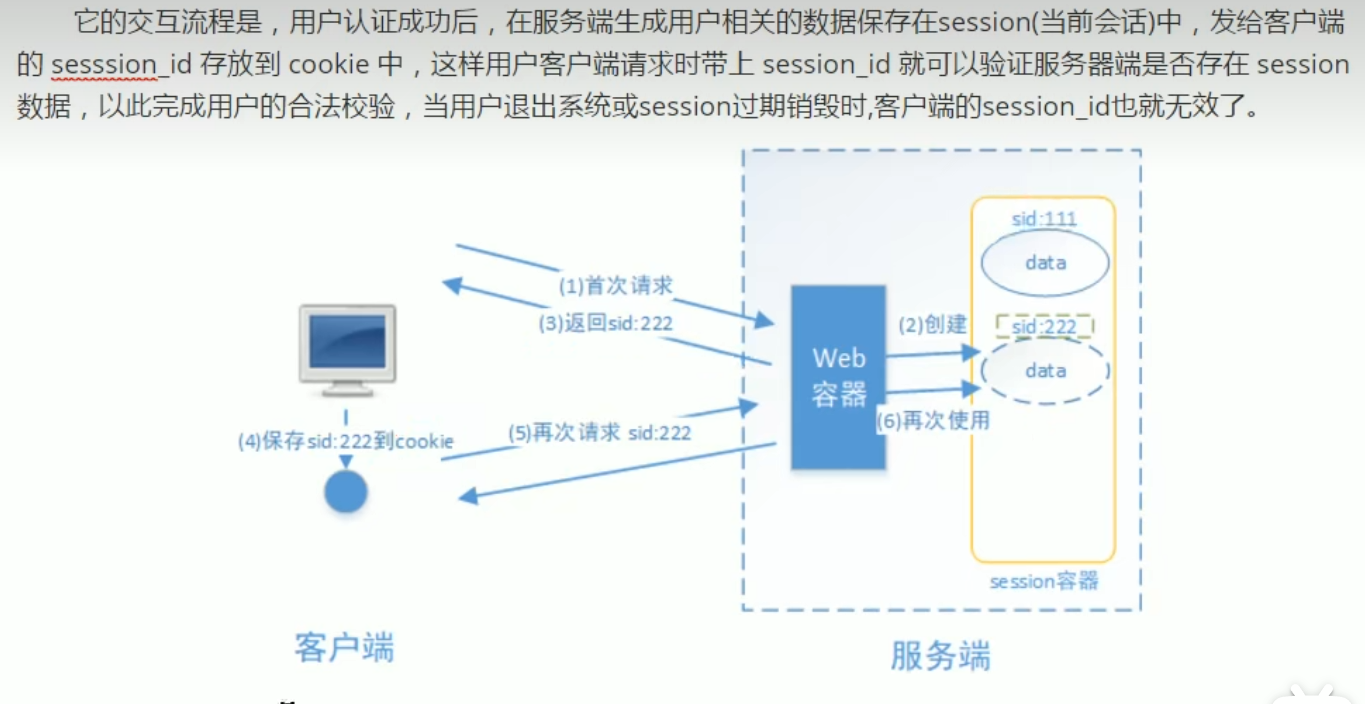 它的交互流程是，用户认证成功后，在服务端生成用户相关的数据保存在session(当前会话)中，发给客户端
的 sesssion_id 存放到 cookie 中，这样用户客户端请求时带上 session_id 就可以验证服务器端是否存在 session
数据，以此完成用户的合法校验，当用户退出系统或session过期销毁时,客户端的session_id也就无效了。
sid:111
data
(1)首次请求
(3)返回sid:222
(2)创建
sid:222
Web
容器
data
(6)再次使用
(5)再次请求 sid:222
(4)保存sid:222到cookie
session容器
客户端
服务端